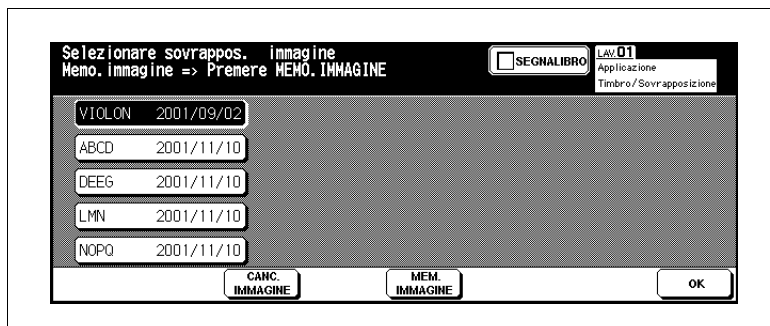 Selezionare sovrappos. immagine
Memo.immagine => Premere MEMO.IMMAGINE
SEGNALIBRO
LAV.01
Applicazione
Timbro/Sovrapposizione
VIOLON 2001/09/02
ABCD 2001/11/10
DEEG 2001/11/10
LMN 2001/11/10
NOPQ 2001/11/10
CANC.
IMMAGINE
MEM.
IMMAGINE
OK